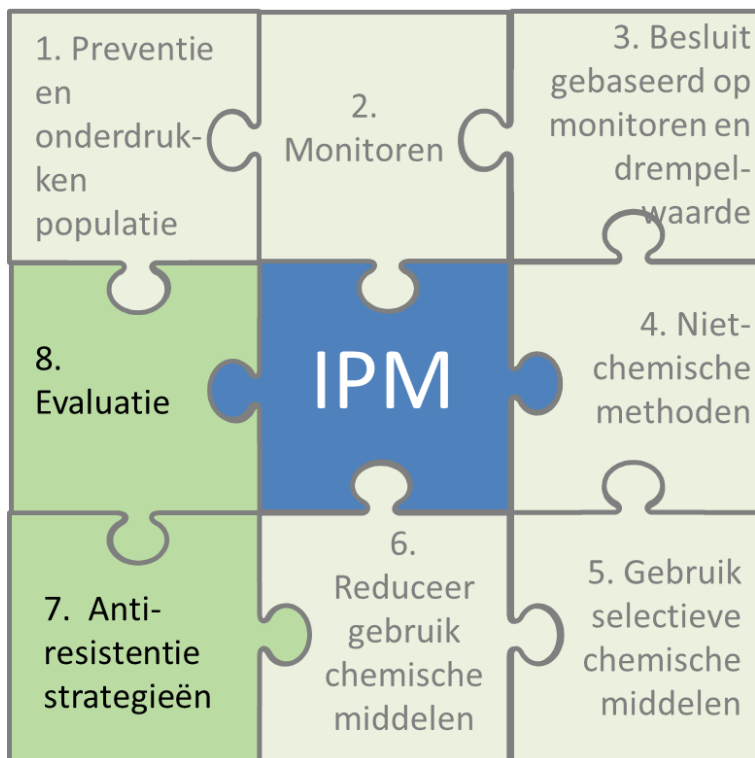 1. Preventie
en
onderdruk-
ken
populatie
2.
Monitoren
3. Besluit
gebaseerd op
monitoren en
drempel-
waarde
8.
Evaluatie
IPM
4. Niet-
chemische
methoden
7. Anti-
resistentie
strategieën
6.
Reduceer
gebruik
chemische
middelen
5. Gebruik
selectieve
chemische
middelen